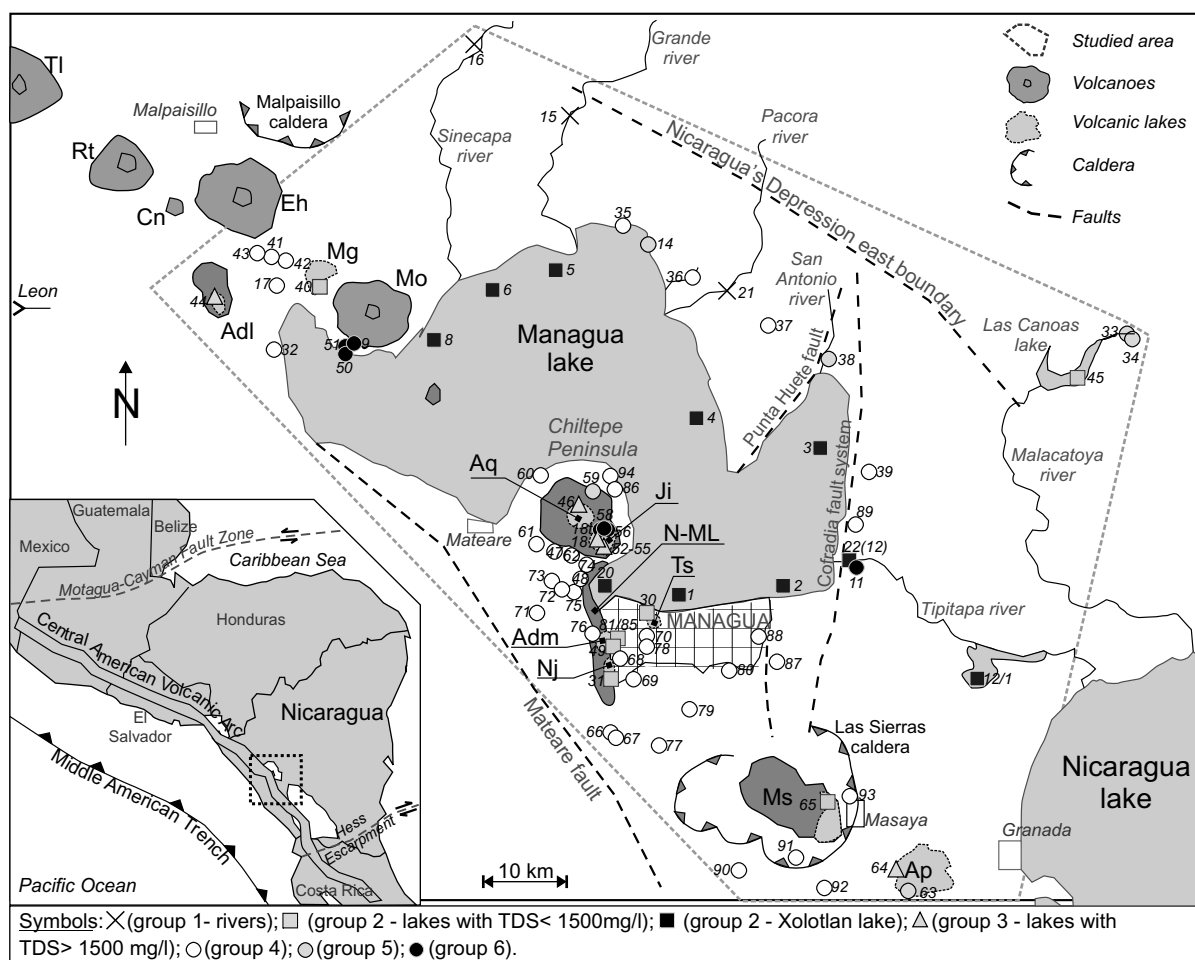 Tl
Malpaisillo
Malpaisillo
caldera
16
Grande
river
15
Sinecapa
river
Pacora
river
Nicaragua's Depression east boundary
Studied area
Volcanoes
Volcanic lakes
Caldera
Faults
Rt
Cn
Eh
43
41
42
Mg
17
40
Mo
44
Adl
Leon
32
51
9
50
8
6
5
35
14
36
21
37
San
Antonio
river
38
Las Canoas
lake
33
34
45
Managua
lake
4
Punta Huete fault
3
Cofradia fault system
39
89
22(12)
11
Malacatoya
river
Tipitapa river
12/1
N
Chiltepe
Peninsula
Aq
60
59
94
86
46
58
56
Ji
61
47
62
52-55
74
N-ML
Ts
Mateare
73
72
48
75
20
71
76
30
1
2
MANAGUA
81/85
Adm
49
70
78
88
68
Nj
31
69
80
87
79
66
67
77
Mateare fault
Las Sierras
caldera
Ms
65
93
Masaya
91
90
92
64
Ap
63
Granada
Nicaragua
lake
10 km
Guatemala
Belize
Mexico
Motagua-Cayman Fault Zone
Caribbean Sea
Honduras
Central American Volcanic Arc
El
Salvador
Nicaragua
Middle American Trench
Hess
Escarpment
Costa Rica
Pacific Ocean
Symbols: (group 1- rivers); (group 2 - lakes with TDS< 1500mg/l); (group 2 - Xolotlan lake); (group 3 - lakes with
TDS> 1500 mg/l); (group 4); (group 5); (group 6).